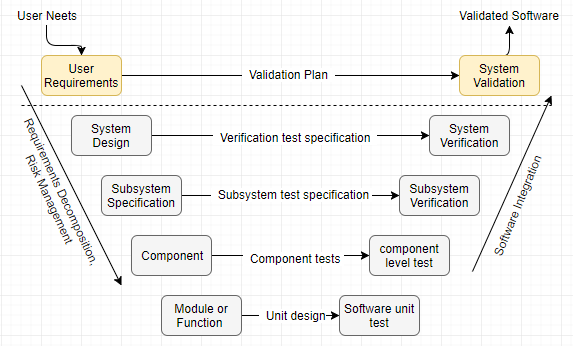 User Neets
Validated Software
User
Requirements
Validation Plan
System
Validation
System
Design
Verification test specification
System
Verification
Requirements Decomposition,
Risk Management
Subsystem
Specification
Subsystem test specification
Subsystem
Verification
Software Integration
Component
Component tests
component
level test
Module or
Function
Unit design
Software unit
test